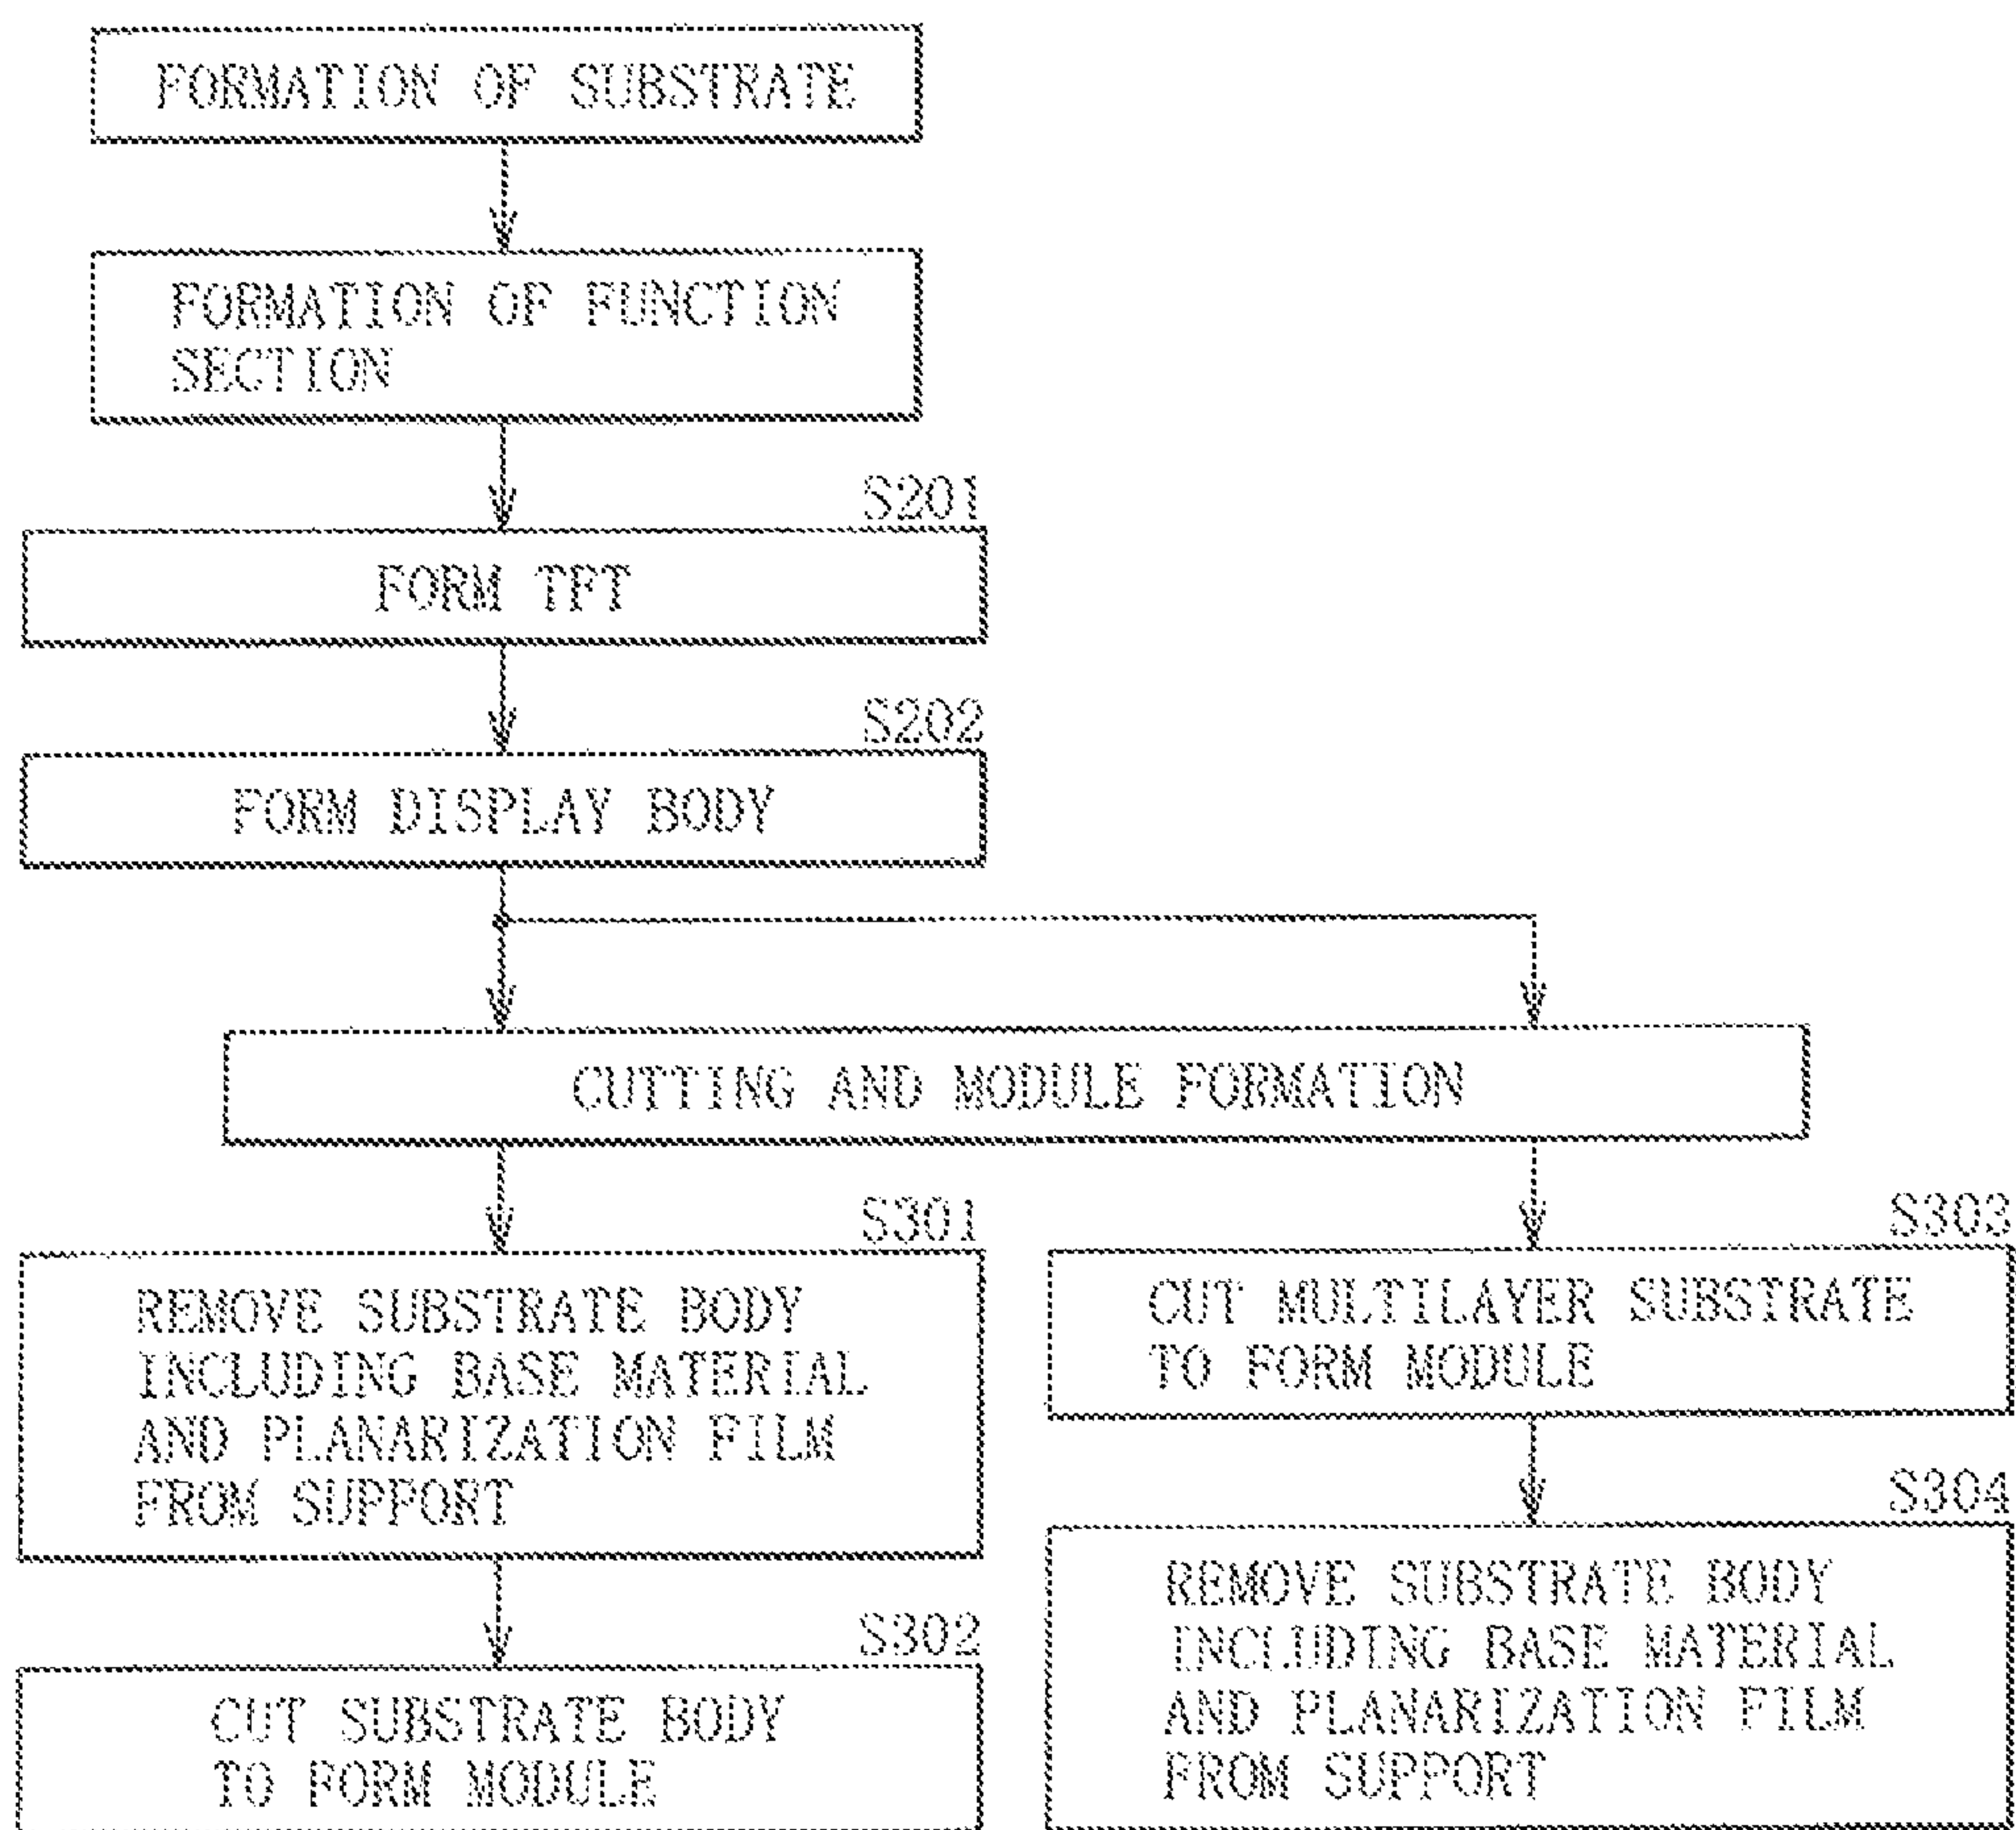 FORMATION OF SUBSTRATE
FORMATION OF FUNCTION
SECTION
S201
FORM TFT
S202
FORM DISPLAY BODY
CUTTING AND MODULE FORMATION
S301
REMOVE SUBSTRATE BODY
INCLUDING BASE MATERIAL
AND PLANARIZATION FILM
FROM SUPPORT
S302
CUT SUBSTRATE BODY
TO FORM MODULE
S303
CUT MULTILAYER SUBSTRATE
TO FORM MODULE
S304
REMOVE SUBSTRATE BODY
INCLUDING BASE MATERIAL
AND PLANARIZATION FILM
FROM SUPPORT